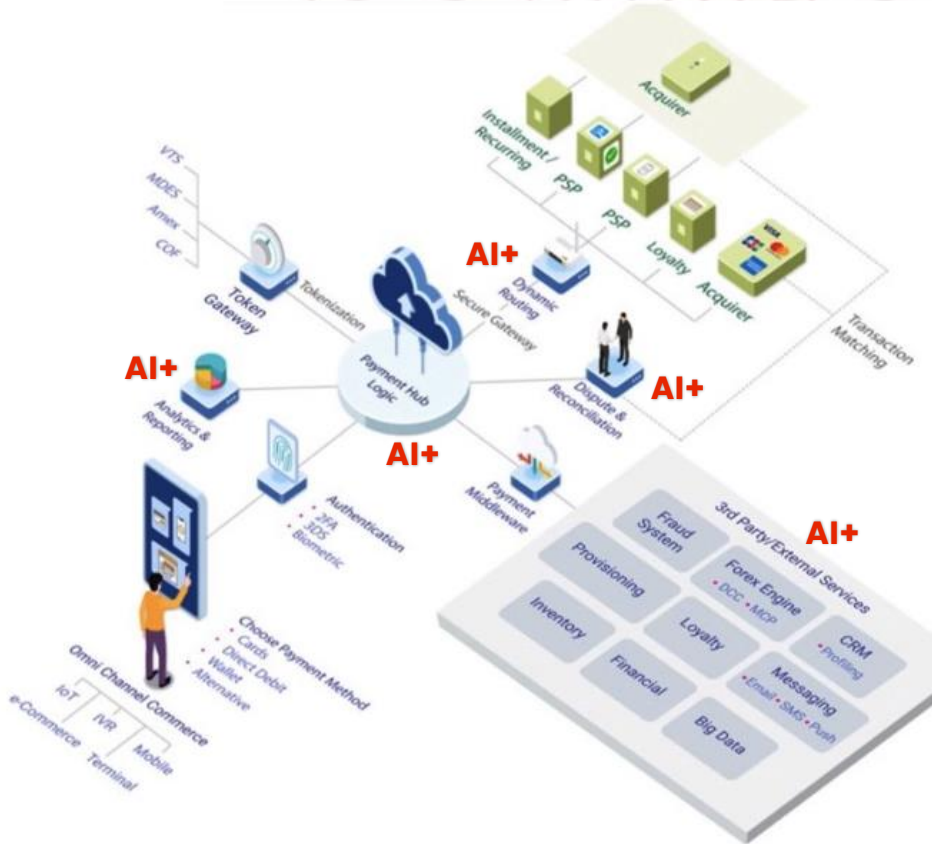 Acquirer
Installment /
Recurring
PSP
PSP
Loyalty
Acquirer
VISA
JCB
VTS
MDES
Amex
COF
Token
Gateway
Tokenization
AI+
Dynamic
Routing
Secure Gateway
Transaction
Matching
Payment Hub
Logic
AI+
AI+
Analytics &
Reporting
AI+
Dispute &
Reconciliation
Payment
Middleware
Authentication
• 2FA
• 3DS
• Biometric
Choose Payment Method
• Cards
• Direct Debit
• Wallet
• Alternative
Omni Channel Commerce
IoT
IVR
Mobile
e-Commerce
Terminal
3rd Party/External Services
AI+
Fraud
System
Forex Engine
• DCC • MCP
CRM
• Profiling
Provisioning
Loyalty
Messaging
• Email • SMS • Push
Inventory
Financial
Big Data